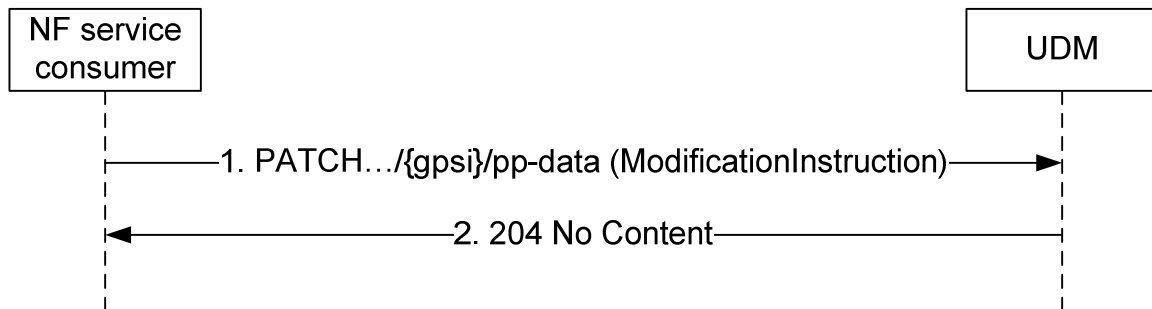 NF service
consumer
UDM
1. PATCH…/{gpsi}/pp-data (ModificationInstruction)
2. 204 No Content